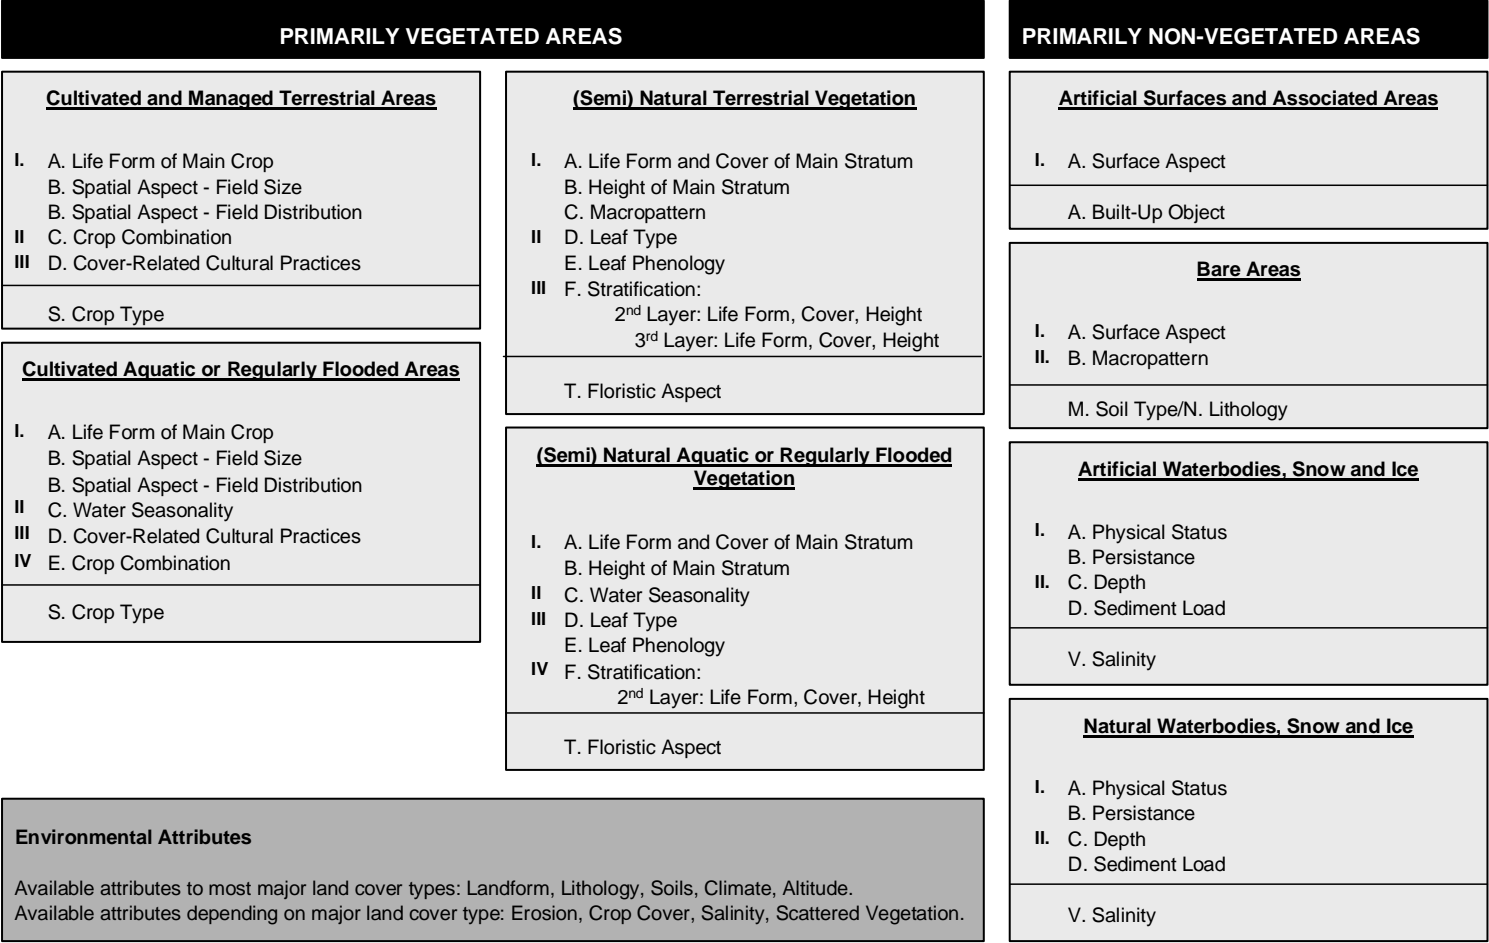 PRIMARILY VEGETATED AREAS
Cultivated and Managed Terrestrial Areas
I. A. Life Form of Main Crop
B. Spatial Aspect - Field Size
B. Spatial Aspect - Field Distribution
II C. Crop Combination
III D. Cover-Related Cultural Practices
S. Crop Type
Cultivated Aquatic or Regularly Flooded Areas
I. A. Life Form of Main Crop
B. Spatial Aspect - Field Size
B. Spatial Aspect - Field Distribution
II C. Water Seasonality
III D. Cover-Related Cultural Practices
IV E. Crop Combination
S. Crop Type
(Semi) Natural Terrestrial Vegetation
I. A. Life Form and Cover of Main Stratum
B. Height of Main Stratum
C. Macropattern
II D. Leaf Type
E. Leaf Phenology
III F. Stratification:
2nd Layer: Life Form, Cover, Height
3rd Layer: Life Form, Cover, Height
T. Floristic Aspect
(Semi) Natural Aquatic or Regularly Flooded
Vegetation
I. A. Life Form and Cover of Main Stratum
B. Height of Main Stratum
II C. Water Seasonality
III D. Leaf Type
E. Leaf Phenology
IV F. Stratification:
2nd Layer: Life Form, Cover, Height
T. Floristic Aspect
Environmental Attributes
Available attributes to most major land cover types: Landform, Lithology, Soils, Climate, Altitude.
Available attributes depending on major land cover type: Erosion, Crop Cover, Salinity, Scattered Vegetation.
PRIMARILY NON-VEGETATED AREAS
Artificial Surfaces and Associated Areas
I. A. Surface Aspect
A. Built-Up Object
Bare Areas
I. A. Surface Aspect
II. B. Macropattern
M. Soil Type/N. Lithology
Artificial Waterbodies, Snow and Ice
I. A. Physical Status
B. Persistance
II. C. Depth
D. Sediment Load
V. Salinity
Natural Waterbodies, Snow and Ice
I. A. Physical Status
B. Persistance
II. C. Depth
D. Sediment Load
V. Salinity